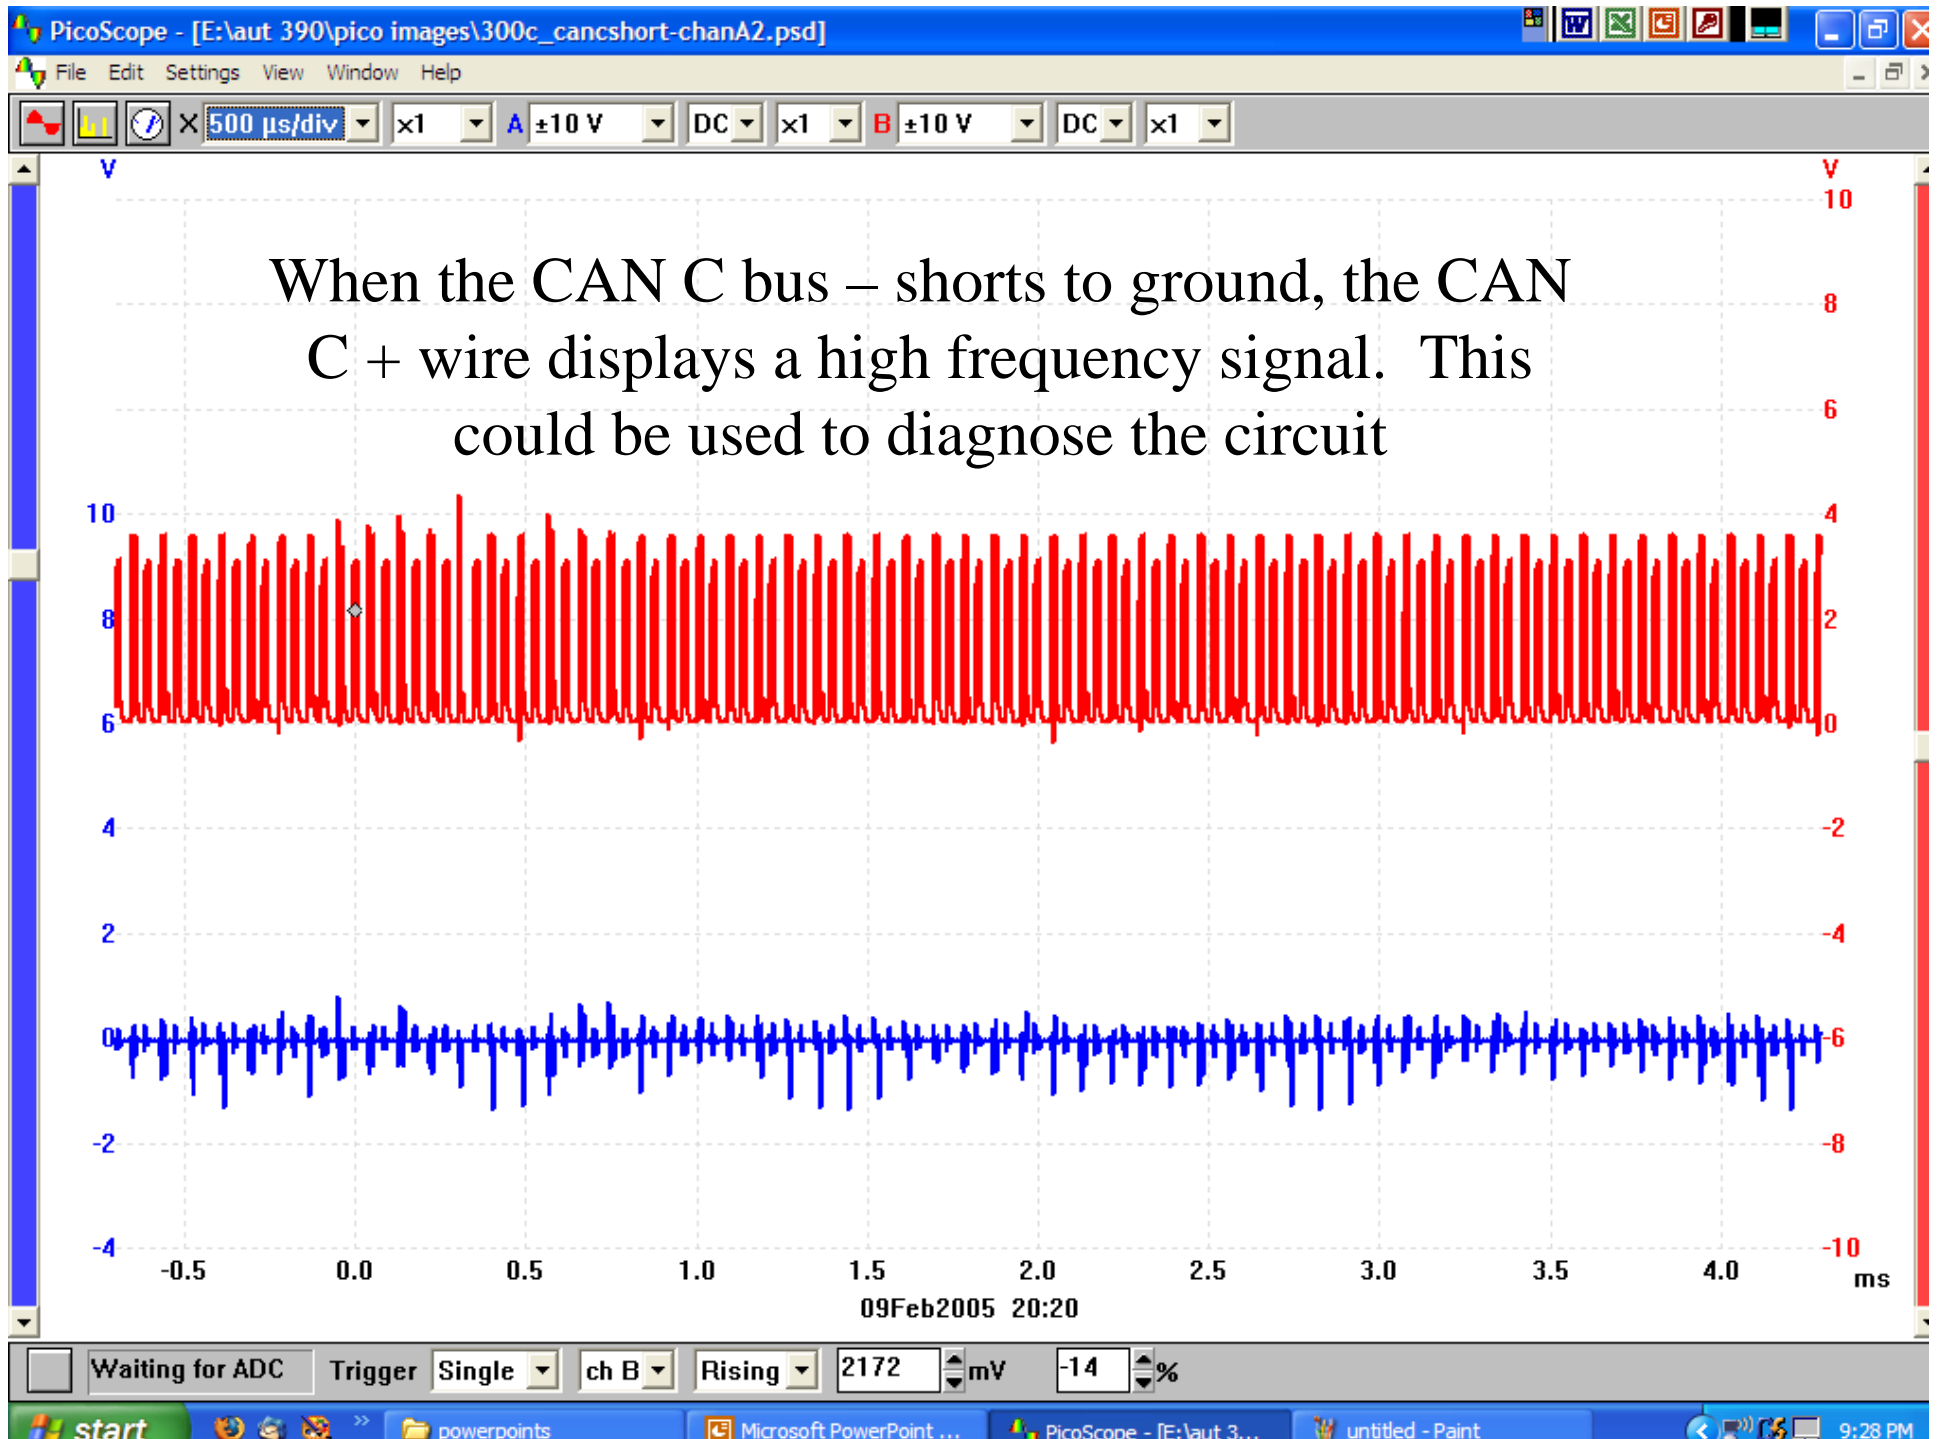 PicoScope - [E:\aut 390\pico images\300c_cancshort-chanA2.psd]
File Edit Settings View Window Help
X 500 µs/div x1 A ±10 V DC x1 B ±10 V DC x1
V V
10
When the CAN C bus – shorts to ground, the CAN
8
C + wire displays a high frequency signal. This
6
could be used to diagnose the circuit
10 4
8 2
6 0
4 -2
2 -4
0 -6
-2 -8
-4 -10
-0.5 0.0 0.5 1.0 1.5 2.0 2.5 3.0 3.5 4.0 ms
09Feb2005 20:20
Waiting for ADC Trigger Single ch B Rising 2172 mV -14 %
start powerpoints Microsoft PowerPoint ... PicoScope - [E:\aut 3... untitled - Paint 9:28 PM